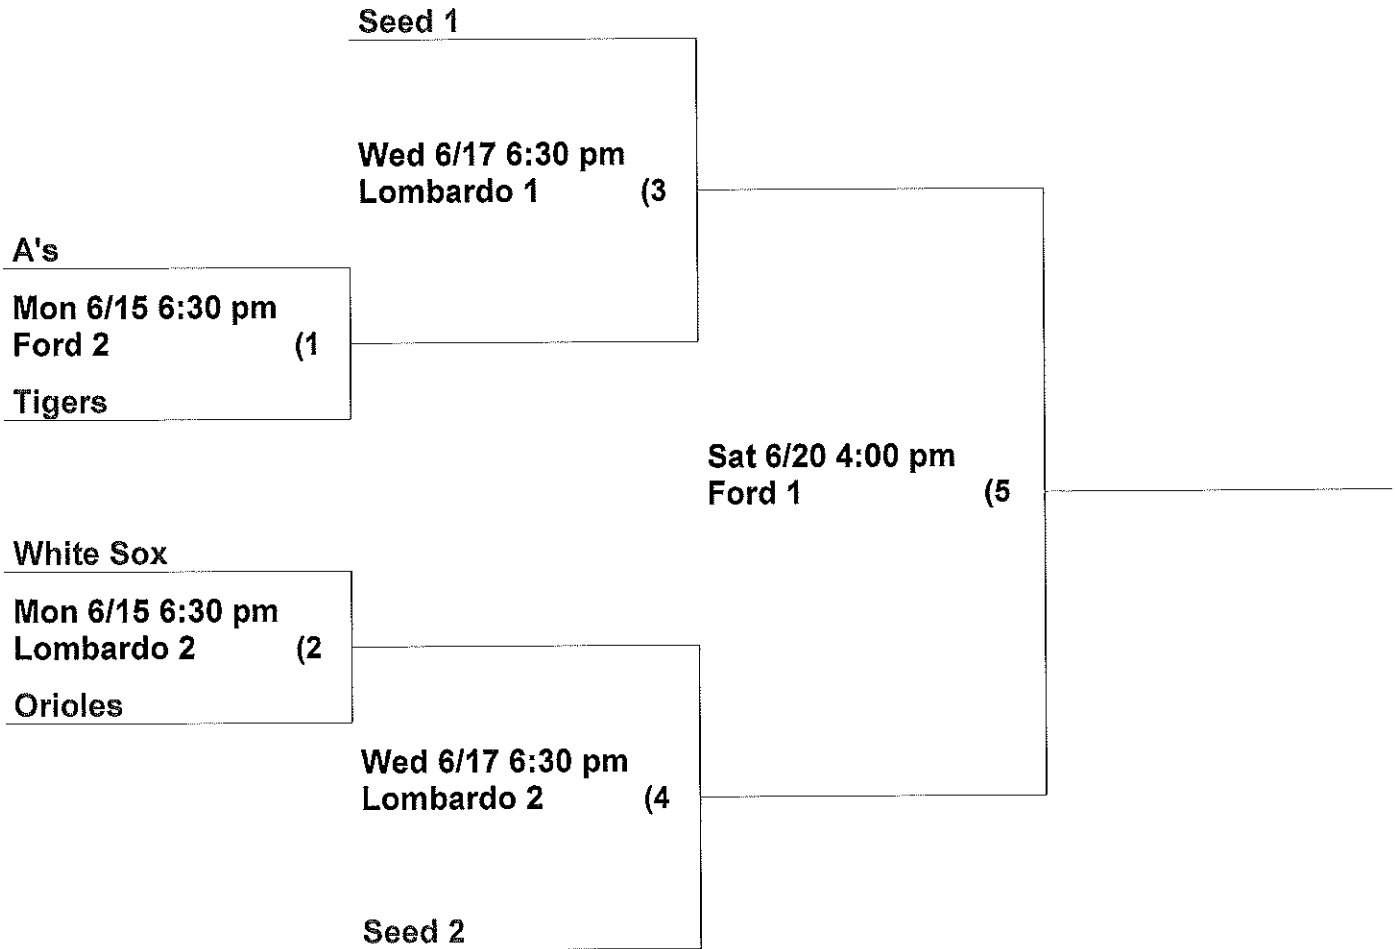 Seed 1
Wed 6/17 6:30 pm
Lombardo 1 (3
A's
Mon 6/15 6:30 pm
Ford 2 (1
Tigers
Sat 6/20 4:00 pm
Ford 1 (5
White Sox
Mon 6/15 6:30 pm
Lombardo 2 (2
Orioles
Wed 6/17 6:30 pm
Lombardo 2 (4
Seed 2